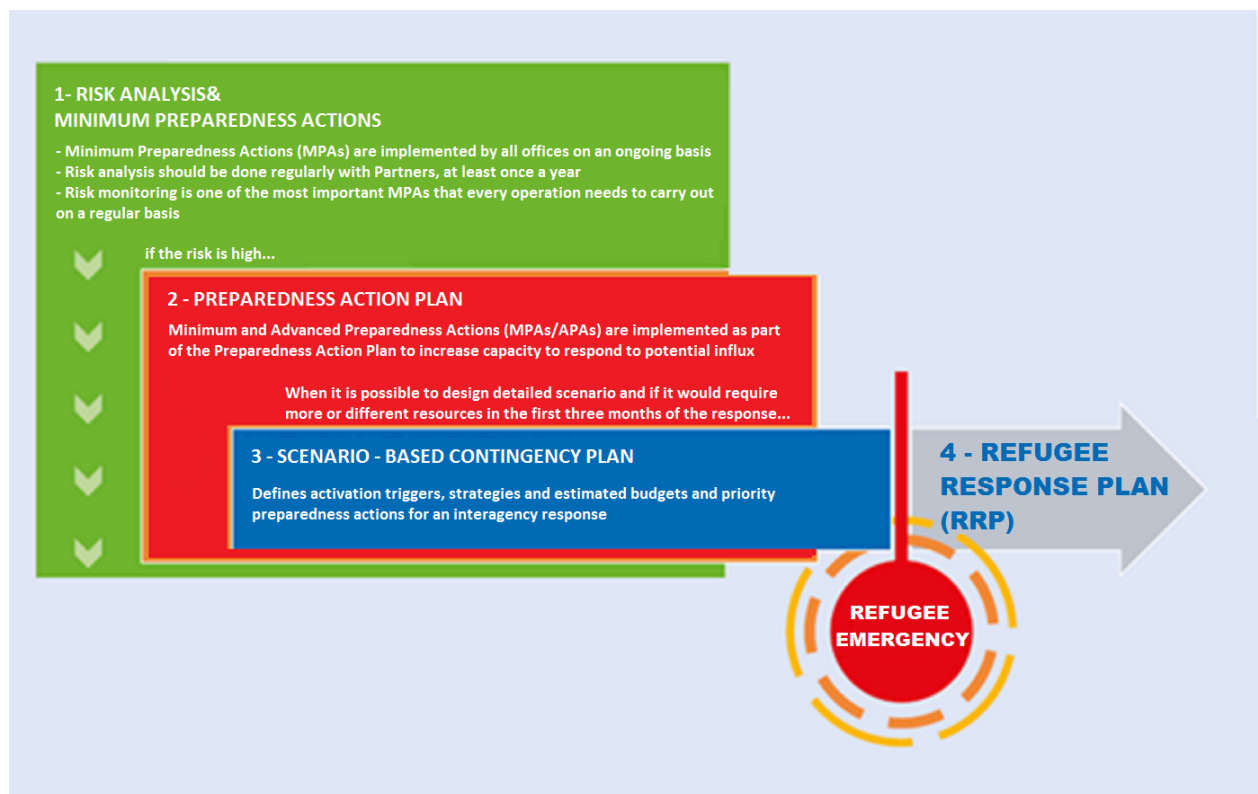 1- RISK ANALYSIS&
MINIMUM PREPAREDNESS ACTIONS
- Minimum Preparedness Actions (MPAs) are implemented by all offices on an ongoing basis
- Risk analysis should be done regularly with Partners, at least once a year
- Risk monitoring is one of the most important MPAs that every operation needs to carry out
on a regular basis
if the risk is high...
2 - PREPAREDNESS ACTION PLAN
Minimum and Advanced Preparedness Actions (MPAs/APAs) are implemented as part
of the Preparedness Action Plan to increase capacity to respond to potential influx
When it is possible to design detailed scenario and if it would require
more or different resources in the first three months of the response...
3 - SCENARIO - BASED CONTINGENCY PLAN
Defines activation triggers, strategies and estimated budgets and priority
preparedness actions for an interagency response
4 - REFUGEE
RESPONSE PLAN
(RRP)
REFUGEE
EMERGENCY